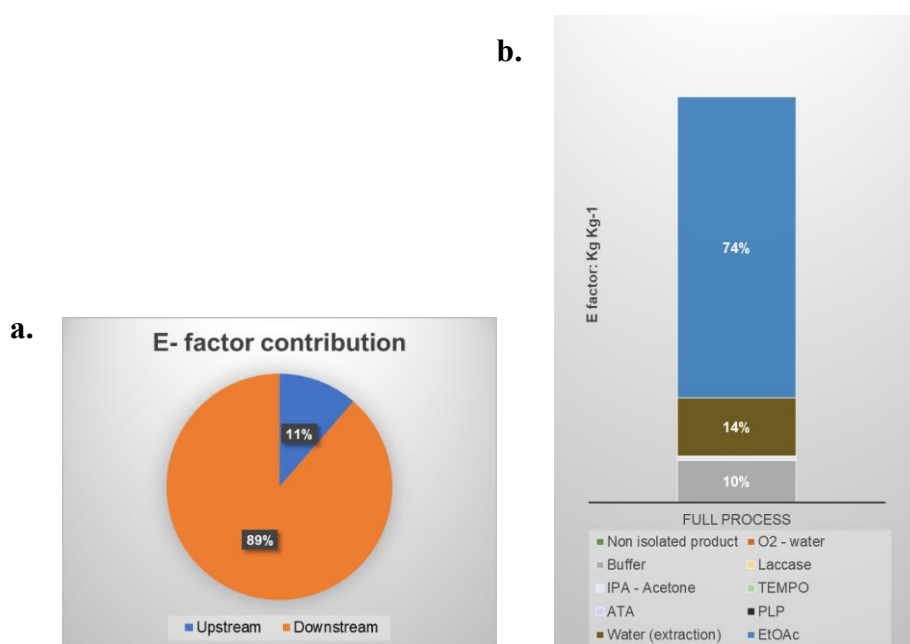 a.
E- factor contribution
11%
89%
Upstream Downstream
b.
E factor: Kg Kg-1
74%
14%
10%
FULL PROCESS
Non isolated product O2 - water
Buffer Laccase
IPA - Acetone TEMPO
ATA PLP
Water (extraction) EtOAc